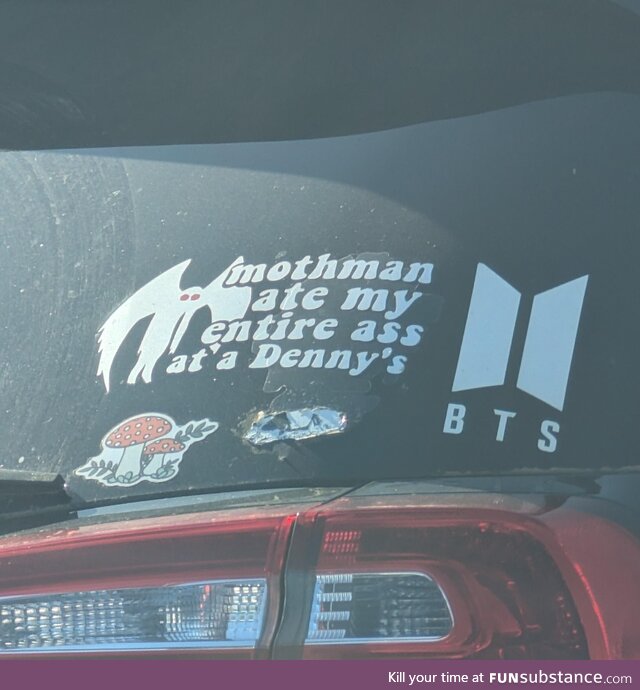 mothman
ate my
entire ass
at a Denny's
BTS
Kill your time at FUNsubstance.com